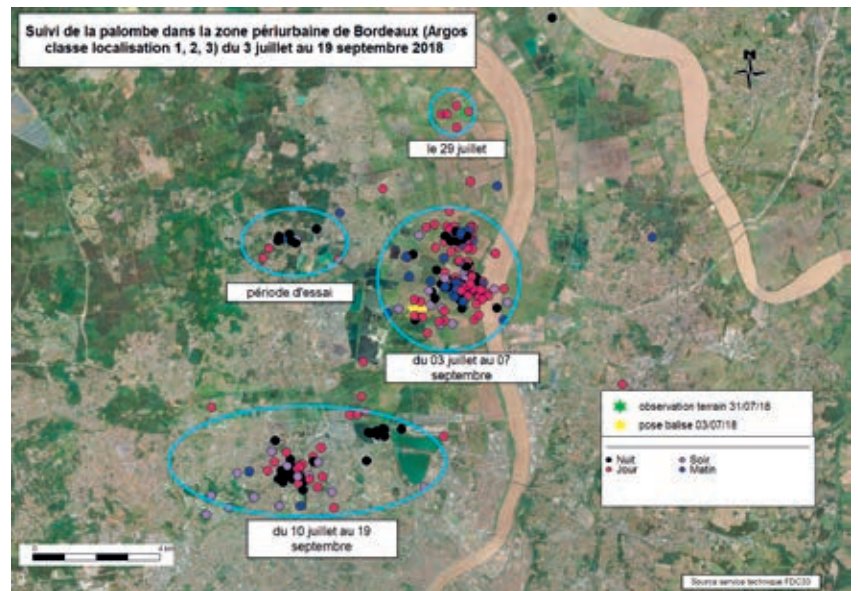 Suivi de la palombe dans la zone périurbaine de Bordeaux (Argos
classe localisation 1, 2, 3) du 3 juillet au 19 septembre 2018
N
le 29 juillet
période d'essai
du 03 juillet au 07
septembre
observation terrain 31/07/18
pose balise 03/07/18
Nuit
Soir
Jour
Matin
du 10 juillet au 19
septembre
0
4 km
Source service technique FDC33